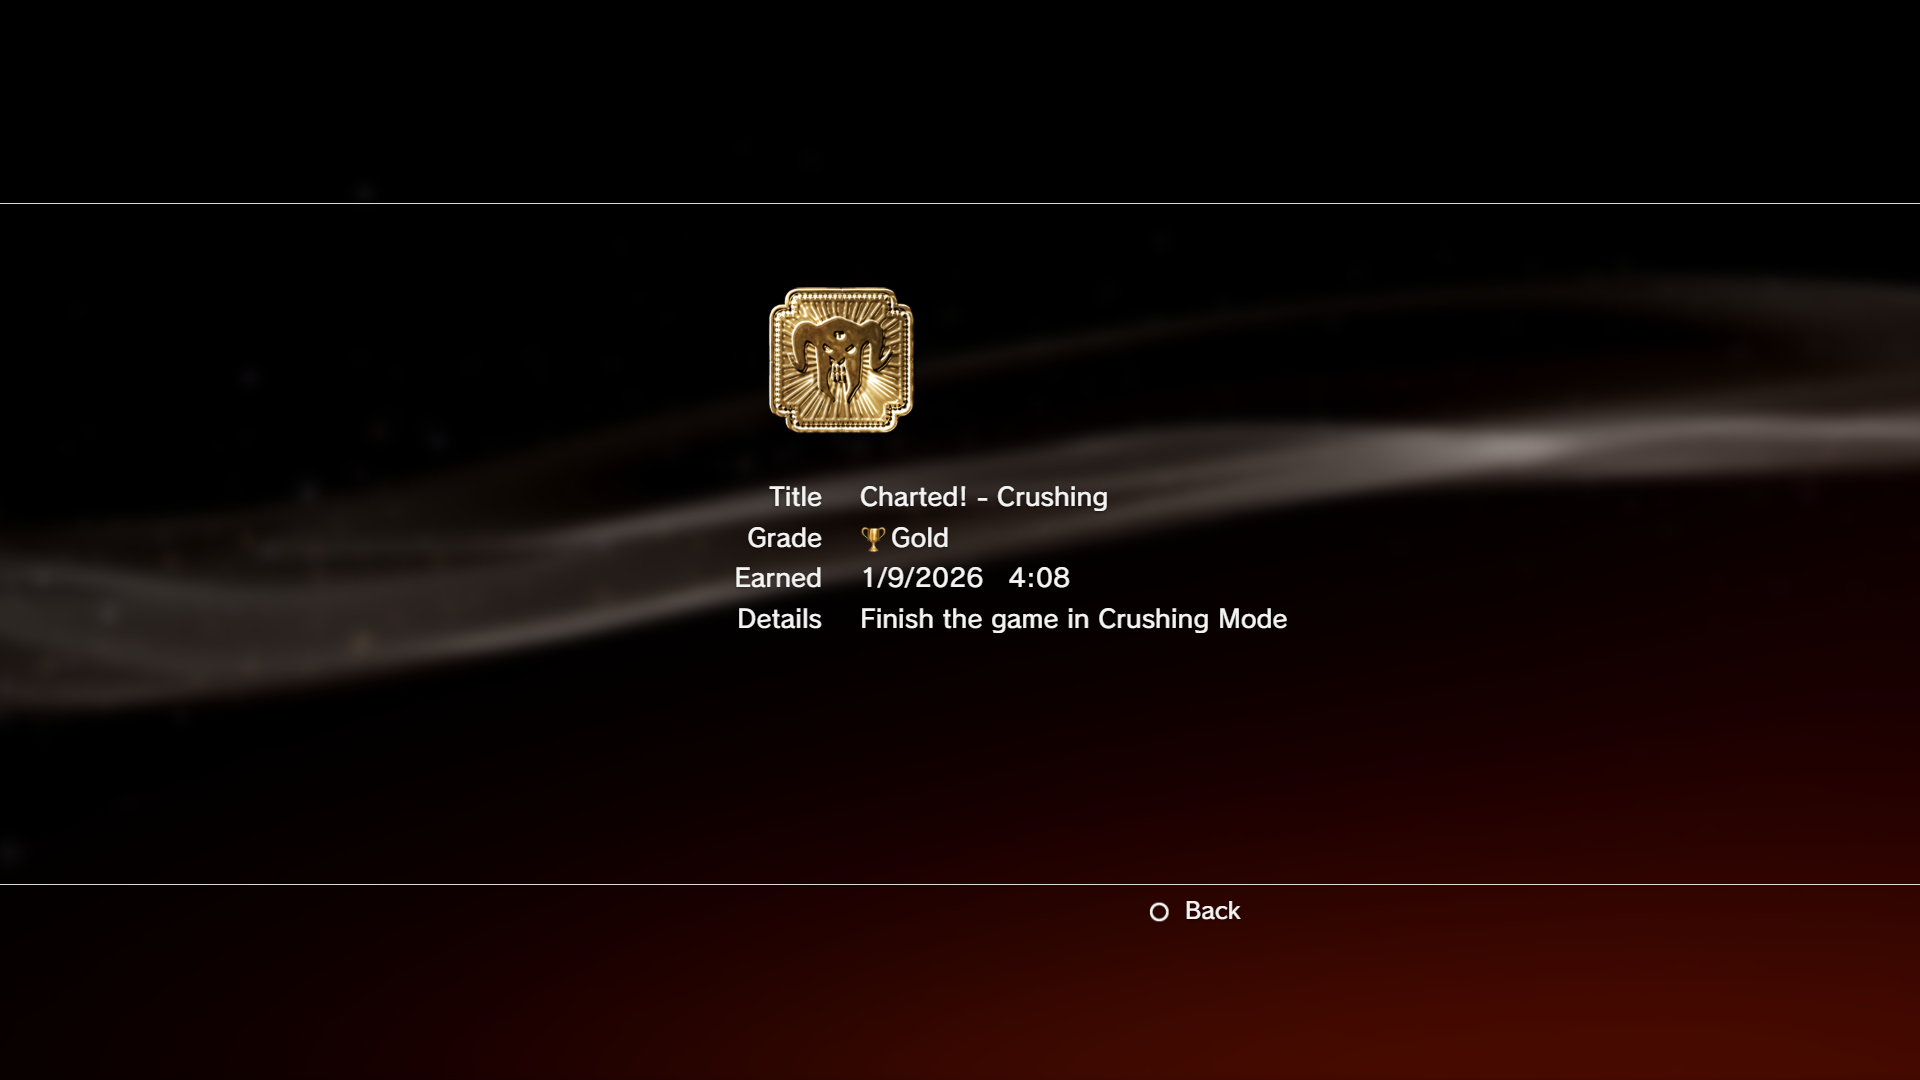 Title Charted! - Crushing
Grade Gold
Earned 1/9/2026 4:08
Details Finish the game in Crushing Mode
Back